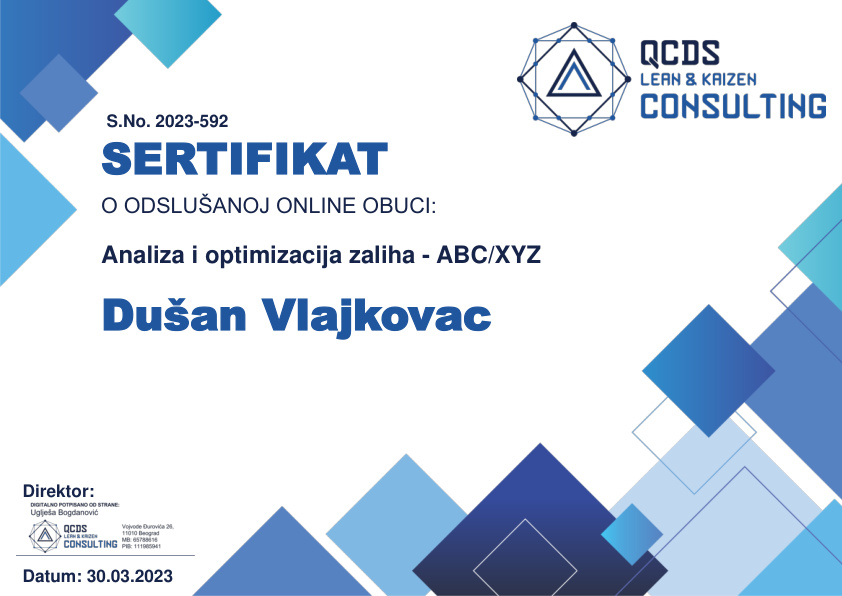 QCDS
LEAN & KAIZEN
CONSULTING
S.No. 2023-592
SERTIFIKAT
O ODSLUŠANOJ ONLINE OBUCI:
Analiza i optimizacija zaliha - ABC/XYZ
Dušan Vlajkovac
Direktor:
DIGITALNO POTPISANO OD STRANE:
Uglješa Bogdanović
QCDS
LEAN & KAIZEN
CONSULTING
Vojvode Đurovića 28,
11010 Beograd
MB: 65788616
PIB: 111985941
Datum: 30.03.2023